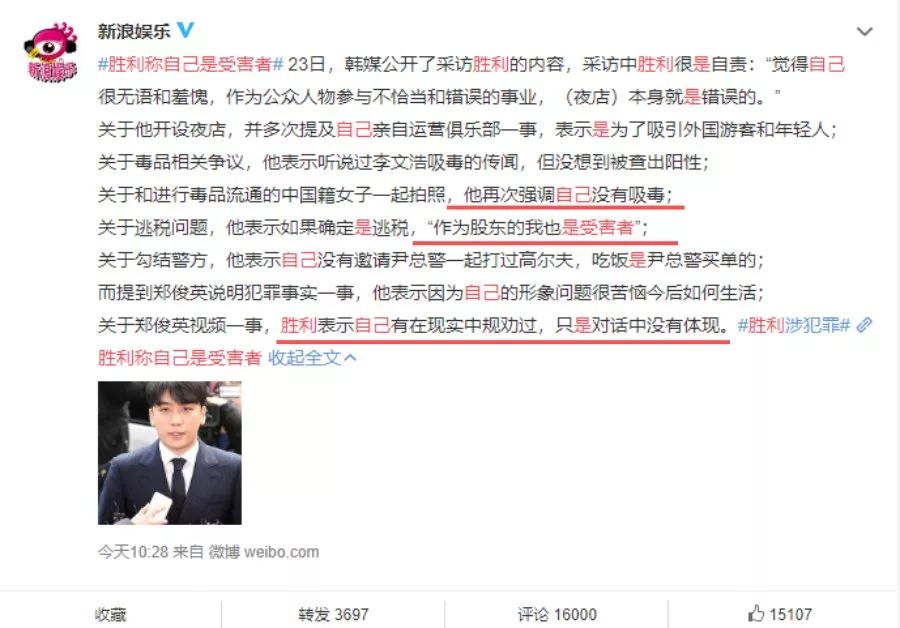 新浪娱乐
新浪娱乐
#胜利称自己是受害者# 23日，韩媒公开了采访胜利的内容，采访中胜利很是自责：“觉得自己
很无语和羞愧，作为公众人物参与不恰当和错误的事业，（夜店）本身就是错误的。”
关于他开设夜店，并多次提及自己亲自运营俱乐部一事，表示是为了吸引外国游客和年轻人；
关于毒品相关争议，他表示听说过李文浩吸毒的传闻，但没想到被查出阳性；
关于和进行毒品流通的中国籍女子一起拍照，他再次强调自己没有吸毒；
关于逃税问题，他表示如果确定是逃税，“作为股东的我也是受害者”；
关于勾结警方，他表示自己没有邀请尹总警一起打过高尔夫，吃饭是尹总警买单的；
而提到郑俊英说明犯罪事实一事，他表示因为自己的形象问题很苦恼今后如何生活；
关于郑俊英视频一事，胜利表示自己有在现实中规劝过，只是对话中没有体现。#胜利涉犯罪#
胜利称自己是受害者 收起全文
今天10:28 来自 微博 weibo.com
收藏 转发 3697 评论 16000 15107